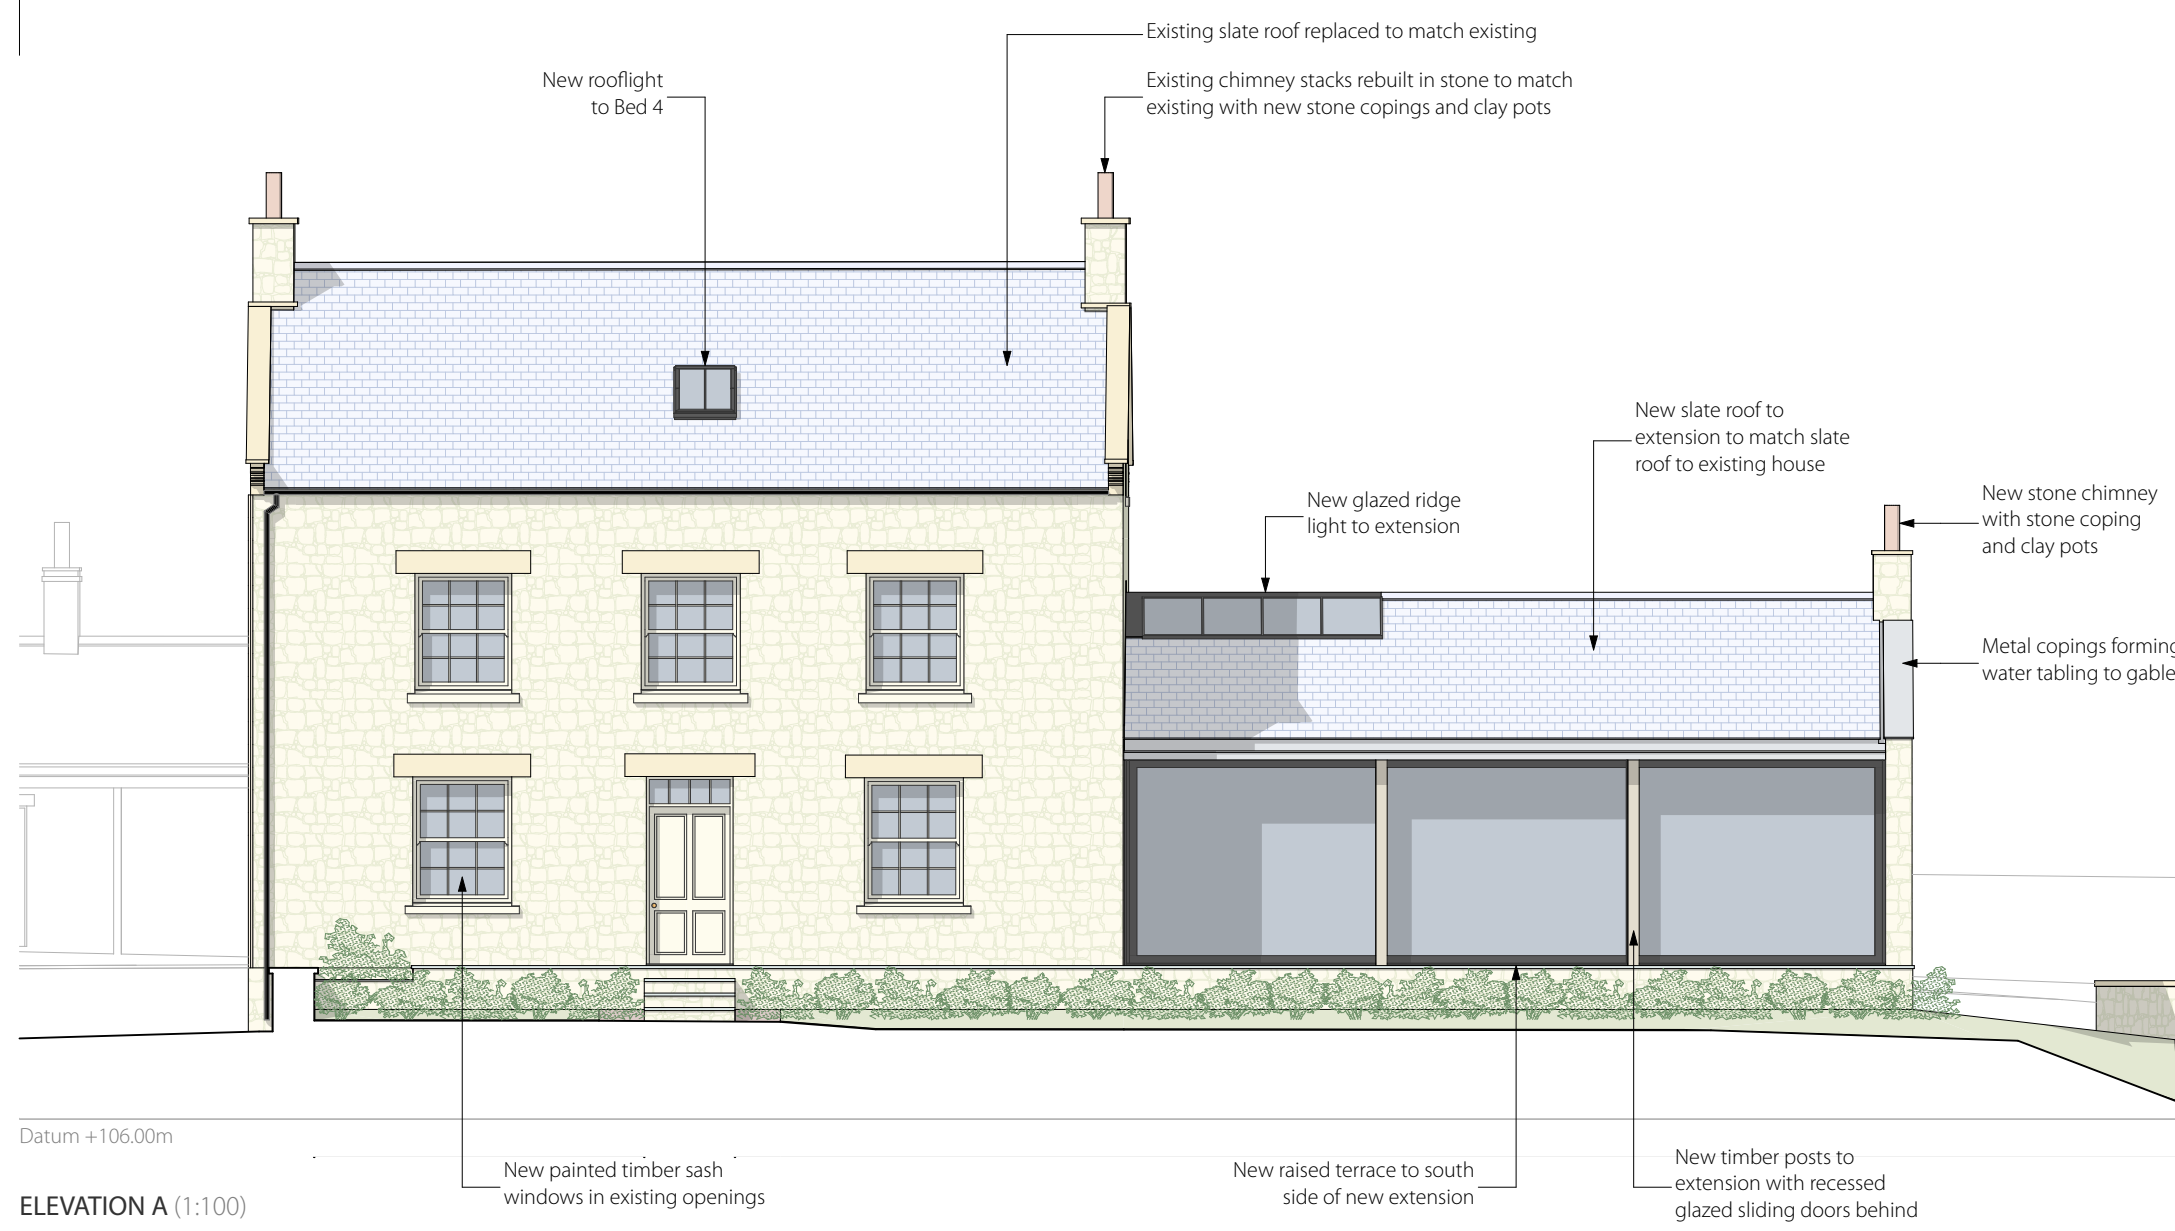 Existing slate roof replaced to match existing
New rooflight
to Bed 4
Existing chimney stacks rebuilt in stone to match
existing with new stone copings and clay pots
New slate roof to
extension to match slate
roof to existing house
New glazed ridge
light to extension
New stone chimney
with stone coping
and clay pots
Metal copings forming
water tabling to gable
Datum +106.00m
New painted timber sash
windows in existing openings
New raised terrace to south
side of new extension
New timber posts to
extension with recessed
glazed sliding doors behind
ELEVATION A (1:100)